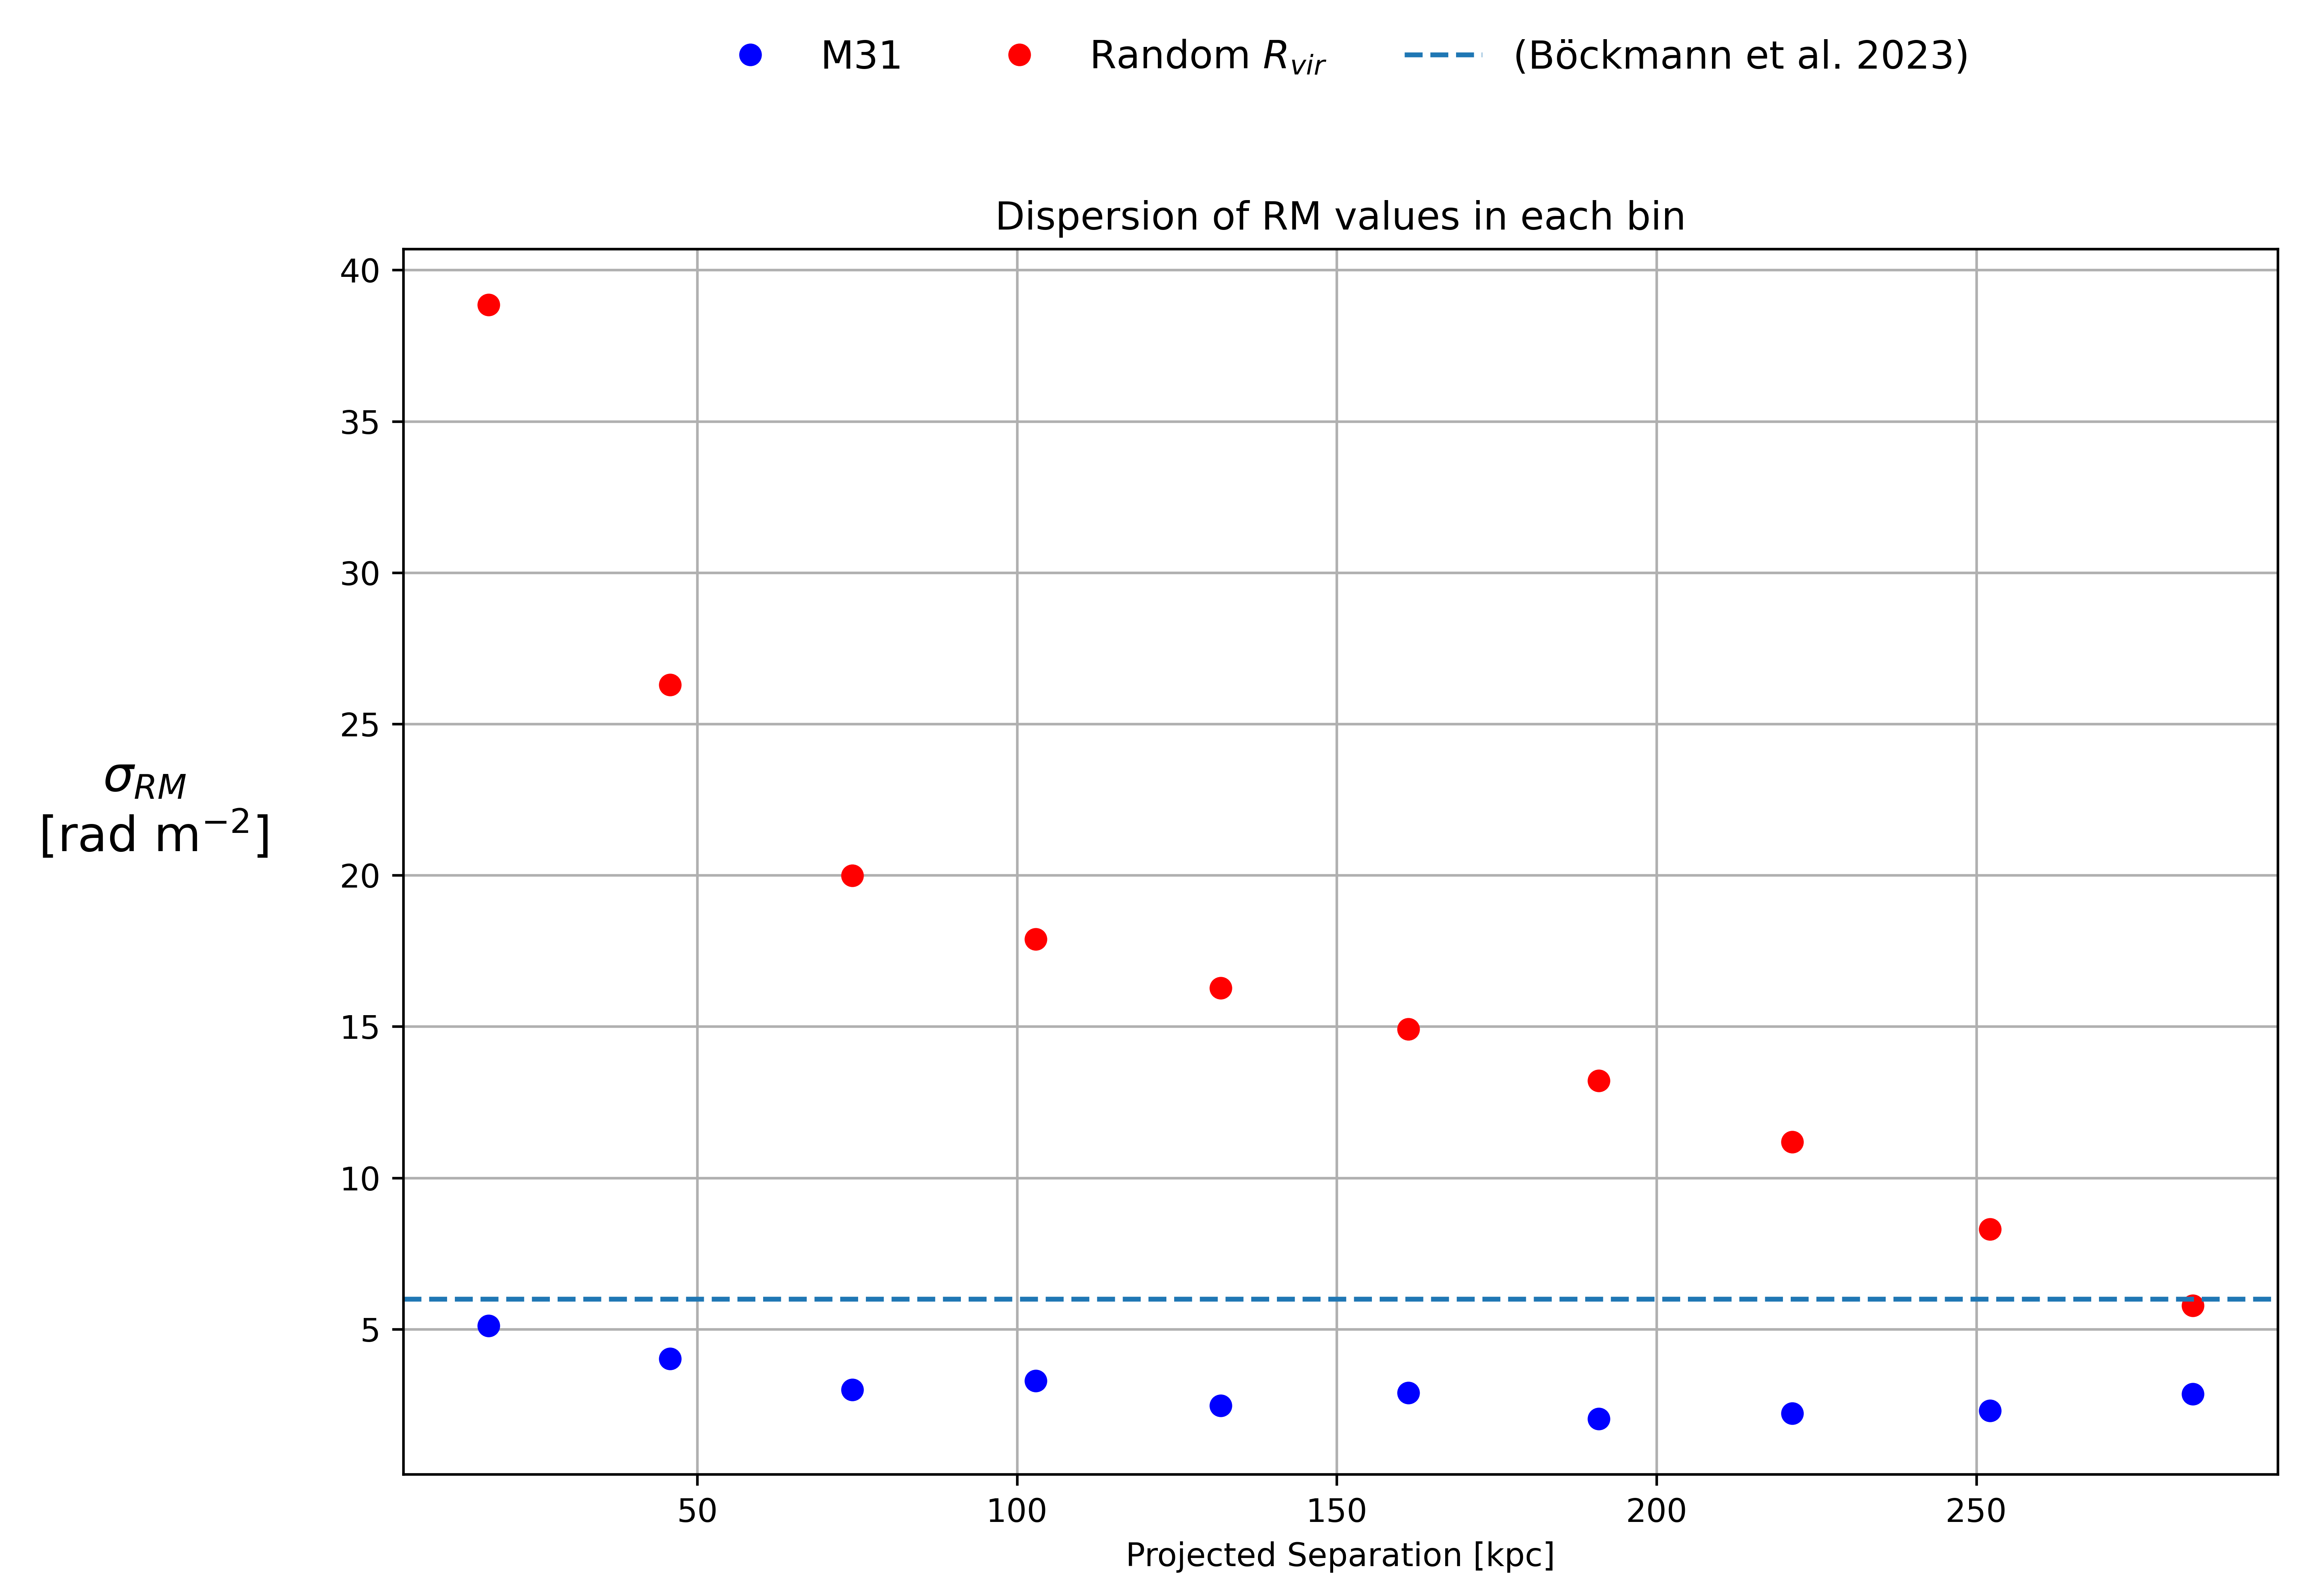 M31 Random R_vir (Böckmann et al. 2023)
Dispersion of RM values in each bin
40
35
30
25
20
15
10
5
σ_RM
[rad m⁻²]
50 100 150 200 250
Projected Separation [kpc]